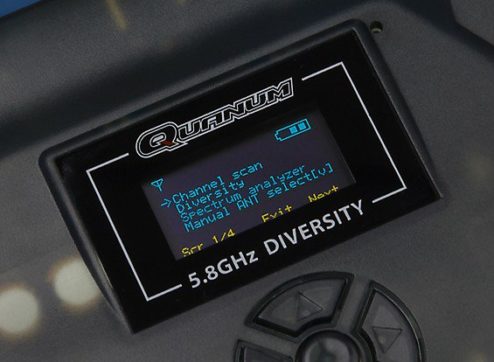 QUANUM
Channel scan
Diversity
Spectrum analyzer
Manual ANT select[v]
Scr 1/4 Exit Next
5.8GHz DIVERSITY